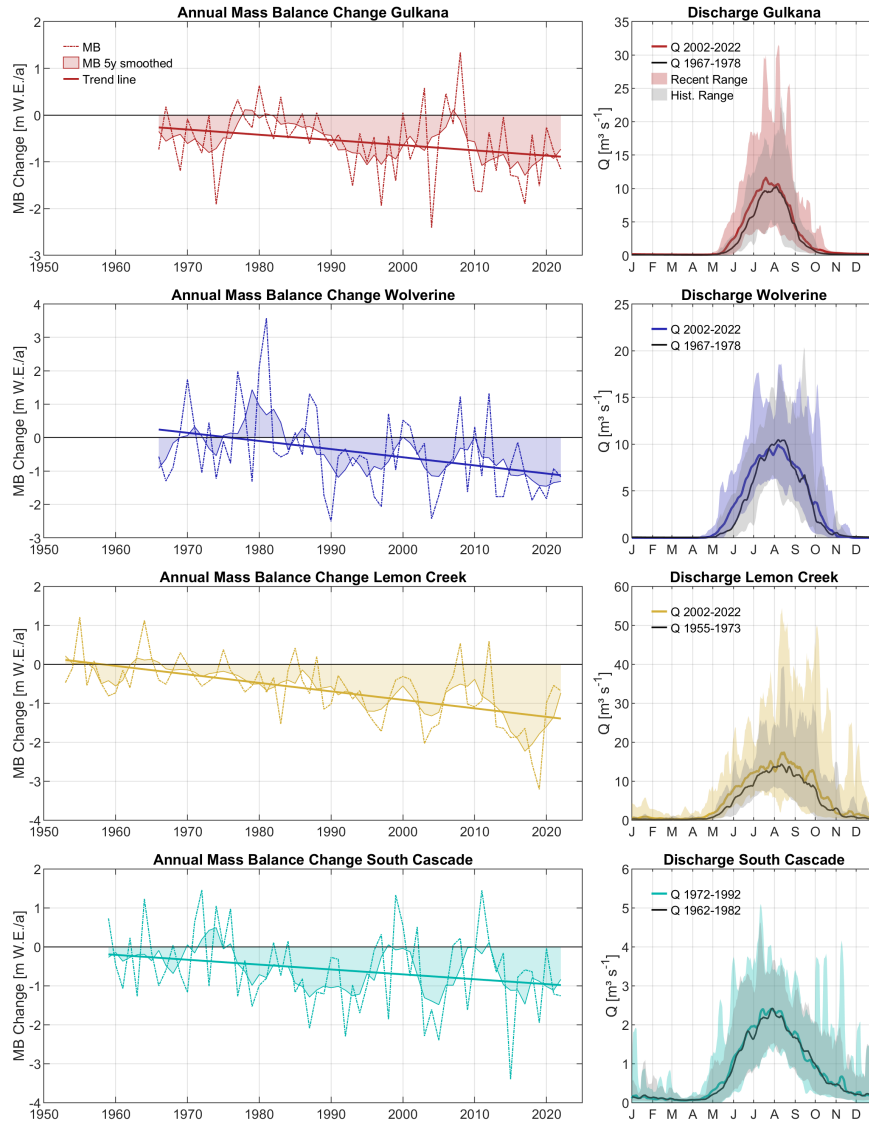 Annual Mass Balance Change Gulkana
MB Change [m W.E./a]
2
1
0
-1
-2
-3
MB
MB 5y smoothed
Trend line
1950 1960 1970 1980 1990 2000 2010 2020
Discharge Gulkana
Q [m³ s⁻¹]
35
30
25
20
15
10
5
0
Q 2002-2022
Q 1967-1978
Recent Range
Hist. Range
J F M A M J J A S O N D
Annual Mass Balance Change Wolverine
MB Change [m W.E./a]
4
3
2
1
0
-1
-2
-3
1950 1960 1970 1980 1990 2000 2010 2020
Discharge Wolverine
Q [m³ s⁻¹]
25
20
15
10
5
0
Q 2002-2022
Q 1967-1978
J F M A M J J A S O N D
Annual Mass Balance Change Lemon Creek
MB Change [m W.E./a]
2
1
0
-1
-2
-3
-4
1950 1960 1970 1980 1990 2000 2010 2020
Discharge Lemon Creek
Q [m³ s⁻¹]
60
50
40
30
20
10
0
Q 2002-2022
Q 1955-1973
J F M A M J J A S O N D
Annual Mass Balance Change South Cascade
MB Change [m W.E./a]
2
1
0
-1
-2
-3
-4
1950 1960 1970 1980 1990 2000 2010 2020
Discharge South Cascade
Q [m³ s⁻¹]
6
5
4
3
2
1
0
Q 1972-1992
Q 1962-1982
J F M A M J J A S O N D